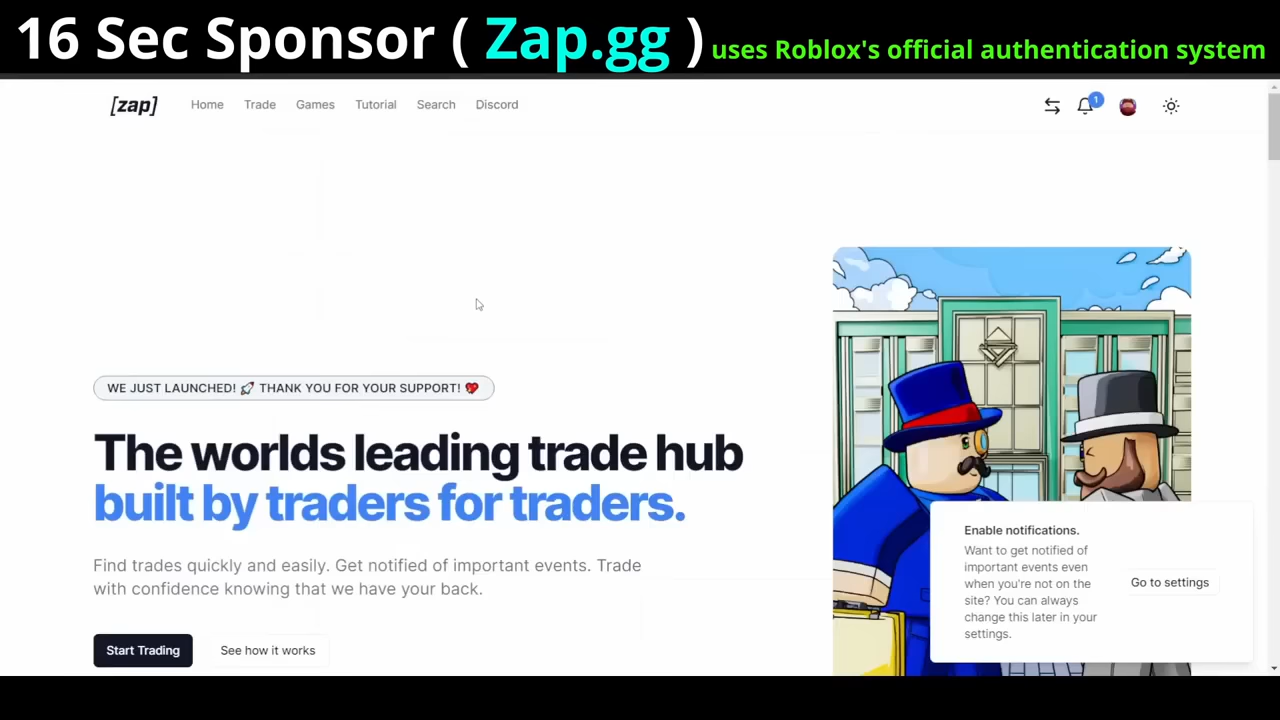 16 Sec Sponsor ( Zap.gg ) uses Roblox's official authentication system
[zap] Home Trade Games Tutorial Search Discord 1
WE JUST LAUNCHED! 🚀 THANK YOU FOR YOUR SUPPORT! 💖
The worlds leading trade hub
built by traders for traders.
Find trades quickly and easily. Get notified of important events. Trade
with confidence knowing that we have your back.
Start Trading See how it works
Enable notifications.
Want to get notified of
important events even
when you're not on the
site? You can always
change this later in your
settings.
Go to settings